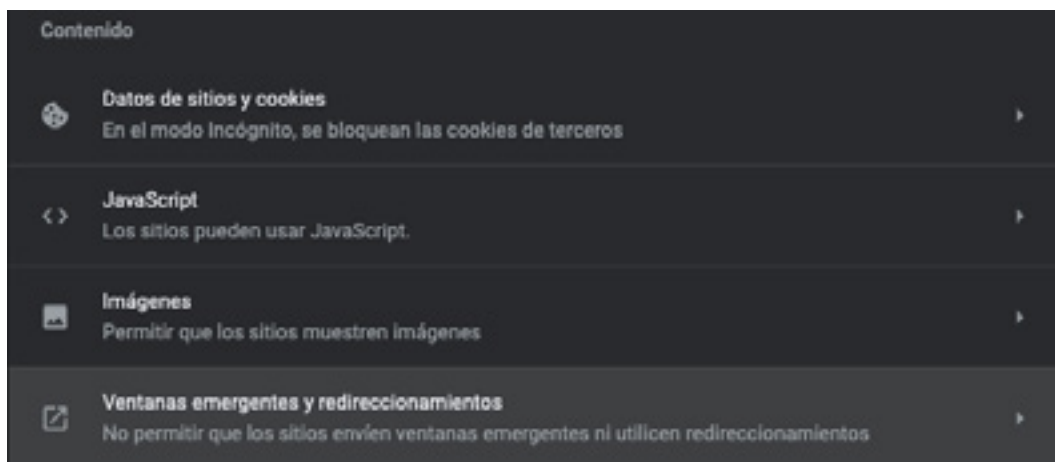 Contenido
Datos de sitios y cookies
En el modo Incógnito, se bloquean las cookies de terceros
JavaScript
Los sitios pueden usar JavaScript.
Imágenes
Permitir que los sitios muestren imágenes
Ventanas emergentes y redireccionamientos
No permitir que los sitios envíen ventanas emergentes ni utilicen redireccionamientos